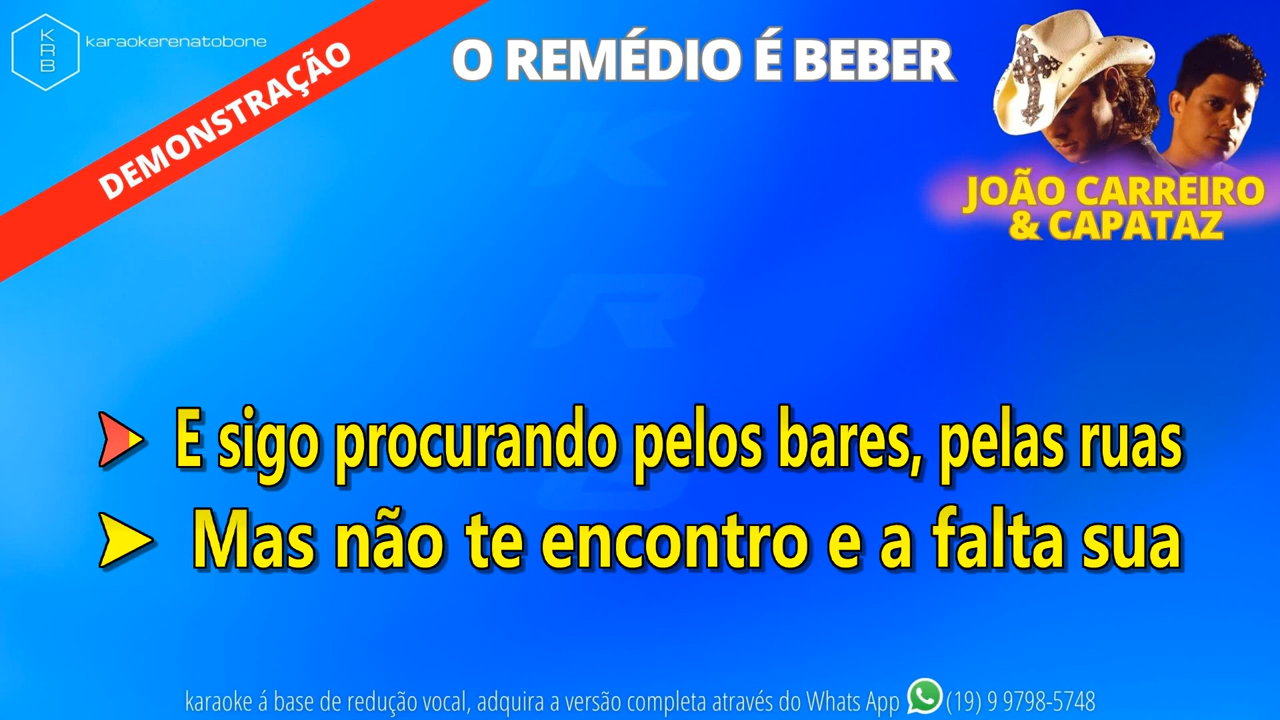 K
R
B
karaokerenatobone
DEMONSTRAÇÃO
O REMÉDIO É BEBER
JOÃO CARREIRO
& CAPATAZ
K
R
B
E sigo procurando pelos bares, pelas ruas
Mas não te encontro e a falta sua
karaoke á base de redução vocal, adquira a versão completa através do Whats App (19) 9 9798-5748